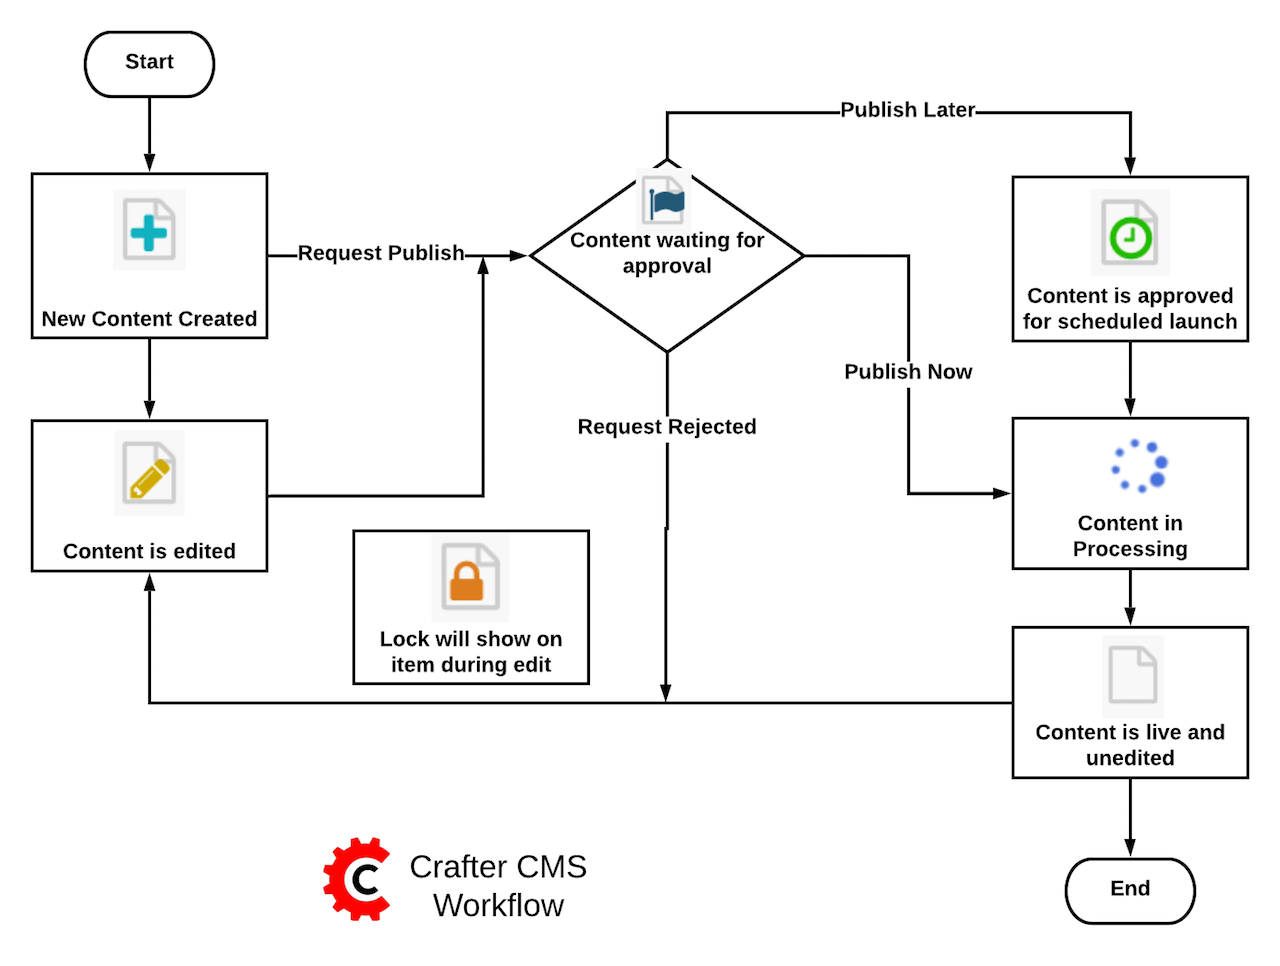 Start
Publish Later
Content waiting for
approval
Request Publish
New Content Created
Content is approved
for scheduled launch
Publish Now
Request Rejected
Content is edited
Content in
Processing
Lock will show on
item during edit
Content is live and
unedited
C
Crafter CMS
Workflow
End